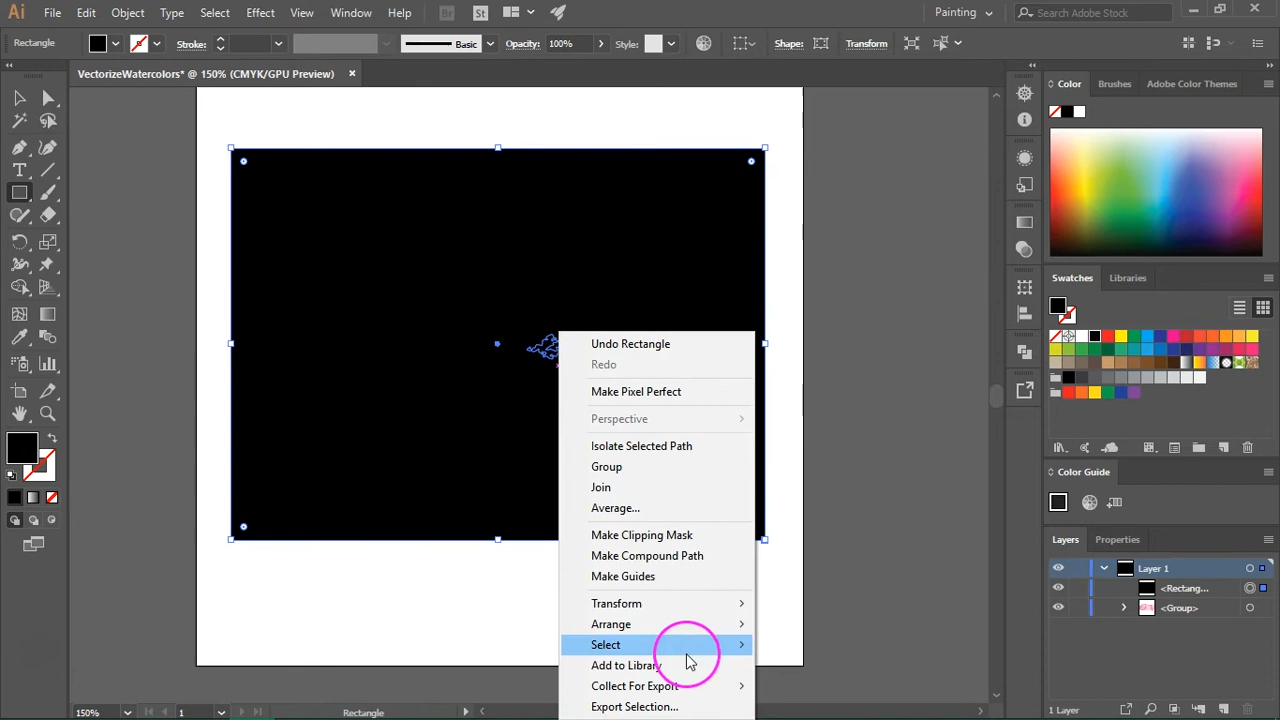 Ai File Edit Object Type Select Effect View Window Help Br St Painting Search Adobe Stock
Rectangle Stroke: Basic Opacity: 100% Style: Shape: Transform
VectorizeWatercolors* @ 150% (CMYK/GPU Preview) ×
Color Brushes Adobe Color Themes
Swatches Libraries
Undo Rectangle
Redo
Make Pixel Perfect
Perspective
Isolate Selected Path
Group
Join
Average...
Make Clipping Mask
Make Compound Path
Make Guides
Transform
Arrange
Select
Add to Library
Collect For Export
Export Selection...
Color Guide
Layers Properties
Layer 1
<Rectang...
<Group>
150% 1 Rectangle 1 Layer